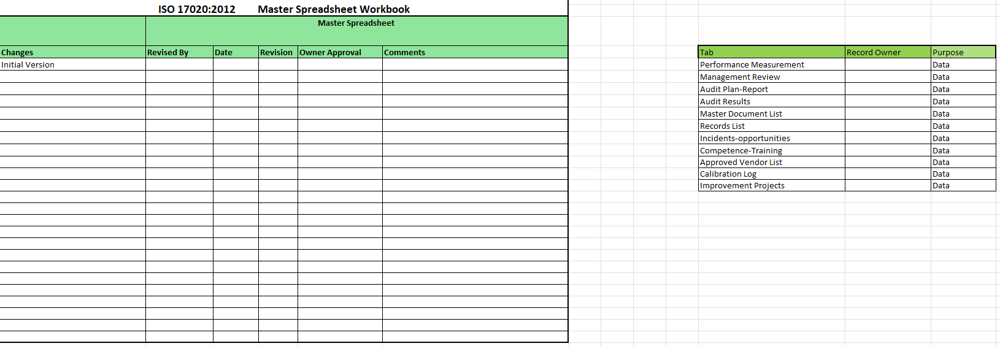 ISO 17020:2012 Master Spreadsheet Workbook
Master Spreadsheet
Changes Revised By Date Revision Owner Approval Comments
Initial Version
Tab Record Owner Purpose
Performance Measurement Data
Management Review Data
Audit Plan-Report Data
Audit Results Data
Master Document List Data
Records List Data
Incidents-opportunities Data
Competence-Training Data
Approved Vendor List Data
Calibration Log Data
Improvement Projects Data